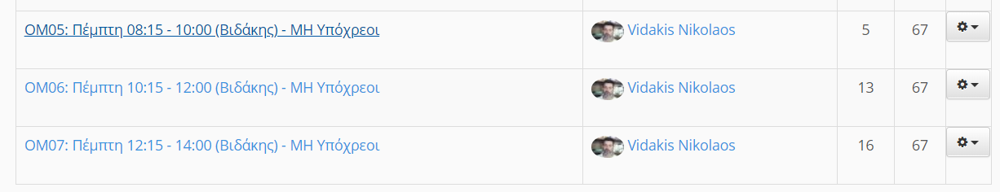 ΟΜ05: Πέμπτη 08:15 - 10:00 (Βιδάκης) - ΜΗ Υπόχρεοι Vidakis Nikolaos 5 67
ΟΜ06: Πέμπτη 10:15 - 12:00 (Βιδάκης) - ΜΗ Υπόχρεοι Vidakis Nikolaos 13 67
ΟΜ07: Πέμπτη 12:15 - 14:00 (Βιδάκης) - ΜΗ Υπόχρεοι Vidakis Nikolaos 16 67